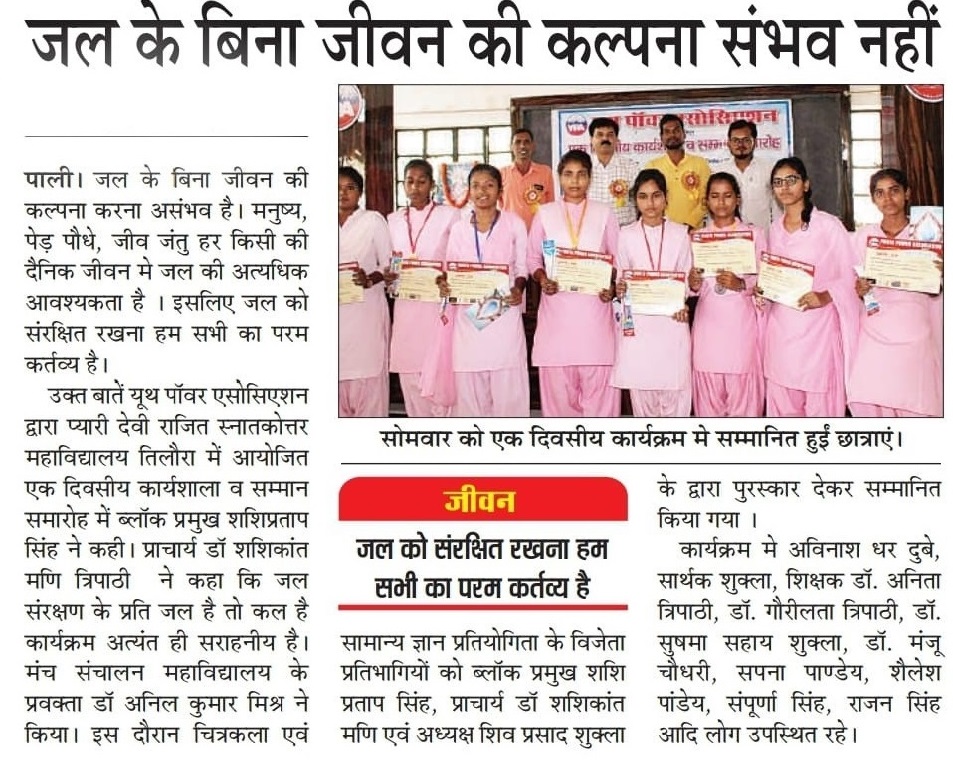 जल के बिना जीवन की कल्पना संभव नहीं
पाली। जल के बिना जीवन की
कल्पना करना असंभव है। मनुष्य,
पेड़ पौधे, जीव जंतु हर किसी की
दैनिक जीवन मे जल की अत्यधिक
आवश्यकता है । इसलिए जल को
संरक्षित रखना हम सभी का परम
कर्तव्य है।
उक्त बातें यूथ पॉवर एसोसिएशन
द्वारा प्यारी देवी राजित स्नातकोत्तर
महाविद्यालय तिलौरा में आयोजित
एक दिवसीय कार्यशाला व सम्मान
समारोह में ब्लॉक प्रमुख शशिप्रताप
सिंह ने कही। प्राचार्य डॉ शशिकांत
मणि त्रिपाठी ने कहा कि जल
संरक्षण के प्रति जल है तो कल है
कार्यक्रम अत्यंत ही सराहनीय है।
मंच संचालन महाविद्यालय के
प्रवक्ता डॉ अनिल कुमार मिश्र ने
किया। इस दौरान चित्रकला एवं
पॉवर एसोसिएशन
एक दिवसीय कार्य
सोमवार को एक दिवसीय कार्यक्रम मे सम्मानित हुईं छात्राएं।
जीवन
जल को संरक्षित रखना हम
सभी का परम कर्तव्य है
सामान्य ज्ञान प्रतियोगिता के विजेता
प्रतिभागियों को ब्लॉक प्रमुख शशि
प्रताप सिंह, प्राचार्य डॉ शशिकांत
मणि एवं अध्यक्ष शिव प्रसाद शुक्ला
के द्वारा पुरस्कार देकर सम्मानित
किया गया ।
कार्यक्रम मे अविनाश धर दुबे,
सार्थक शुक्ला, शिक्षक डॉ. अनिता
त्रिपाठी, डॉ. गौरीलता त्रिपाठी, डॉ.
सुषमा सहाय शुक्ला, डॉ. मंजू
चौधरी, सपना पाण्डेय, शैलेश
पांडेय, संपूर्णा सिंह, राजन सिंह
आदि लोग उपस्थित रहे।